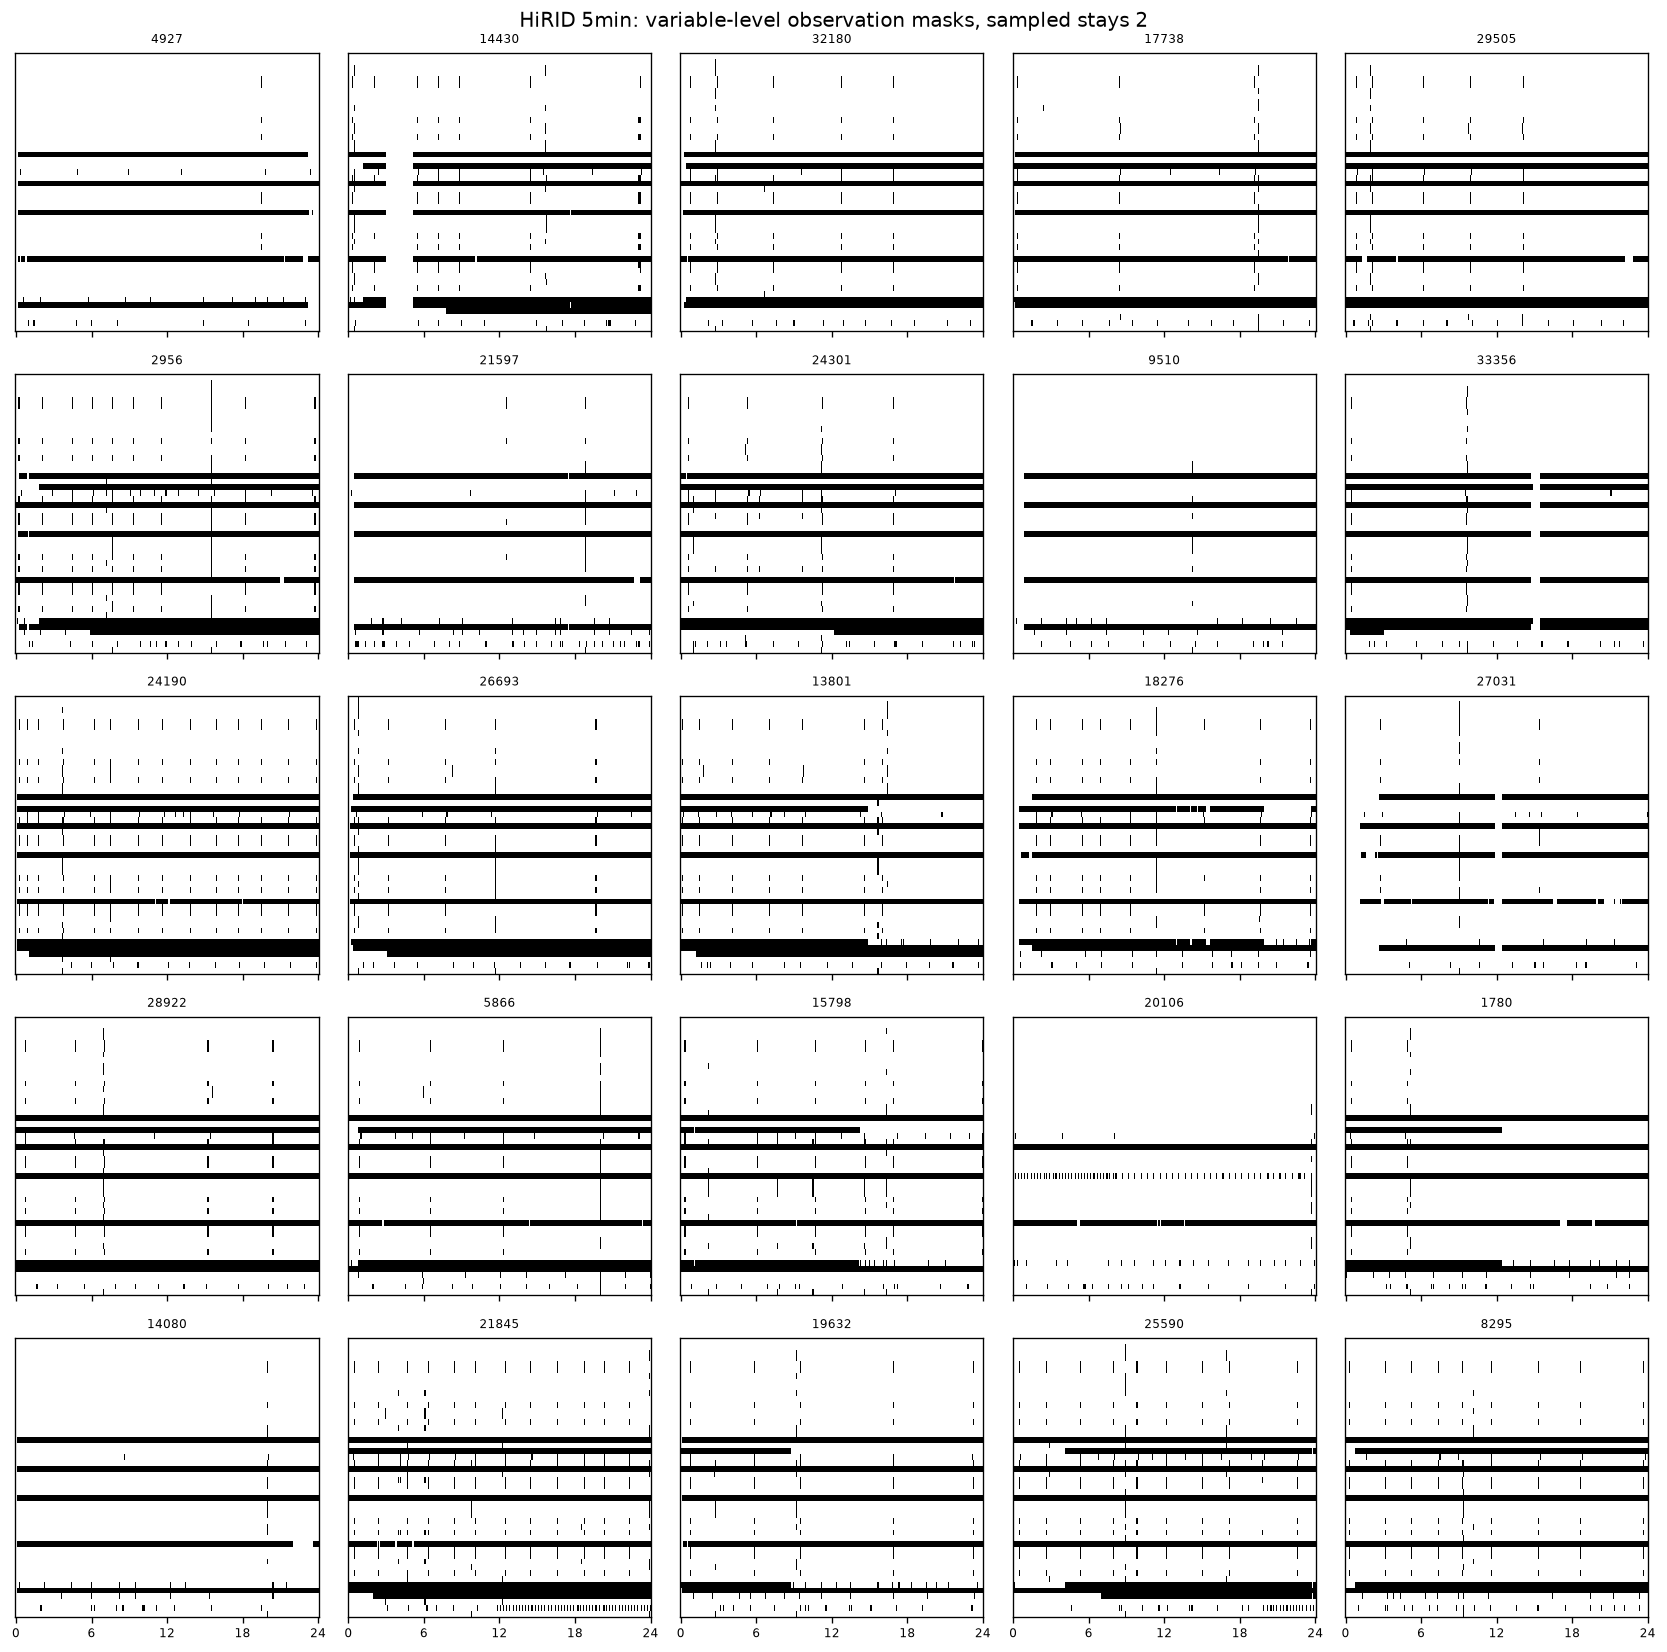 HiRID 5min: variable-level observation masks, sampled stays 2
4927 14430 32180 17738 29505
2956 21597 24301 9510 33356
24190 26693 13801 18276 27031
28922 5866 15798 20106 1780
14080 21845 19632 25590 8295
0 6 12 18 24 0 6 12 18 24 0 6 12 18 24 0 6 12 18 24 0 6 12 18 24